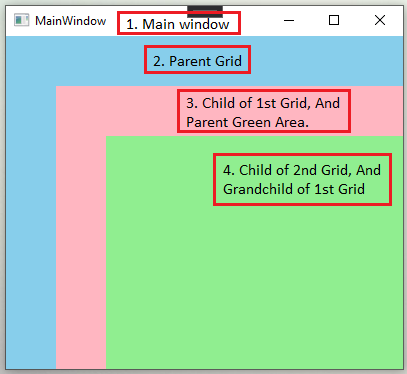 MainWindow
1. Main window
2. Parent Grid
3. Child of 1st Grid, And
Parent Green Area.
4. Child of 2nd Grid, And
Grandchild of 1st Grid